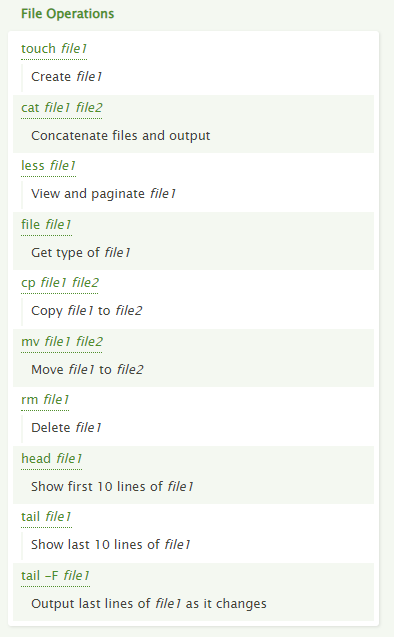 File Operations
touch file1
Create file1
cat file1 file2
Concatenate files and output
less file1
View and paginate file1
file file1
Get type of file1
cp file1 file2
Copy file1 to file2
mv file1 file2
Move file1 to file2
rm file1
Delete file1
head file1
Show first 10 lines of file1
tail file1
Show last 10 lines of file1
tail -F file1
Output last lines of file1 as it changes